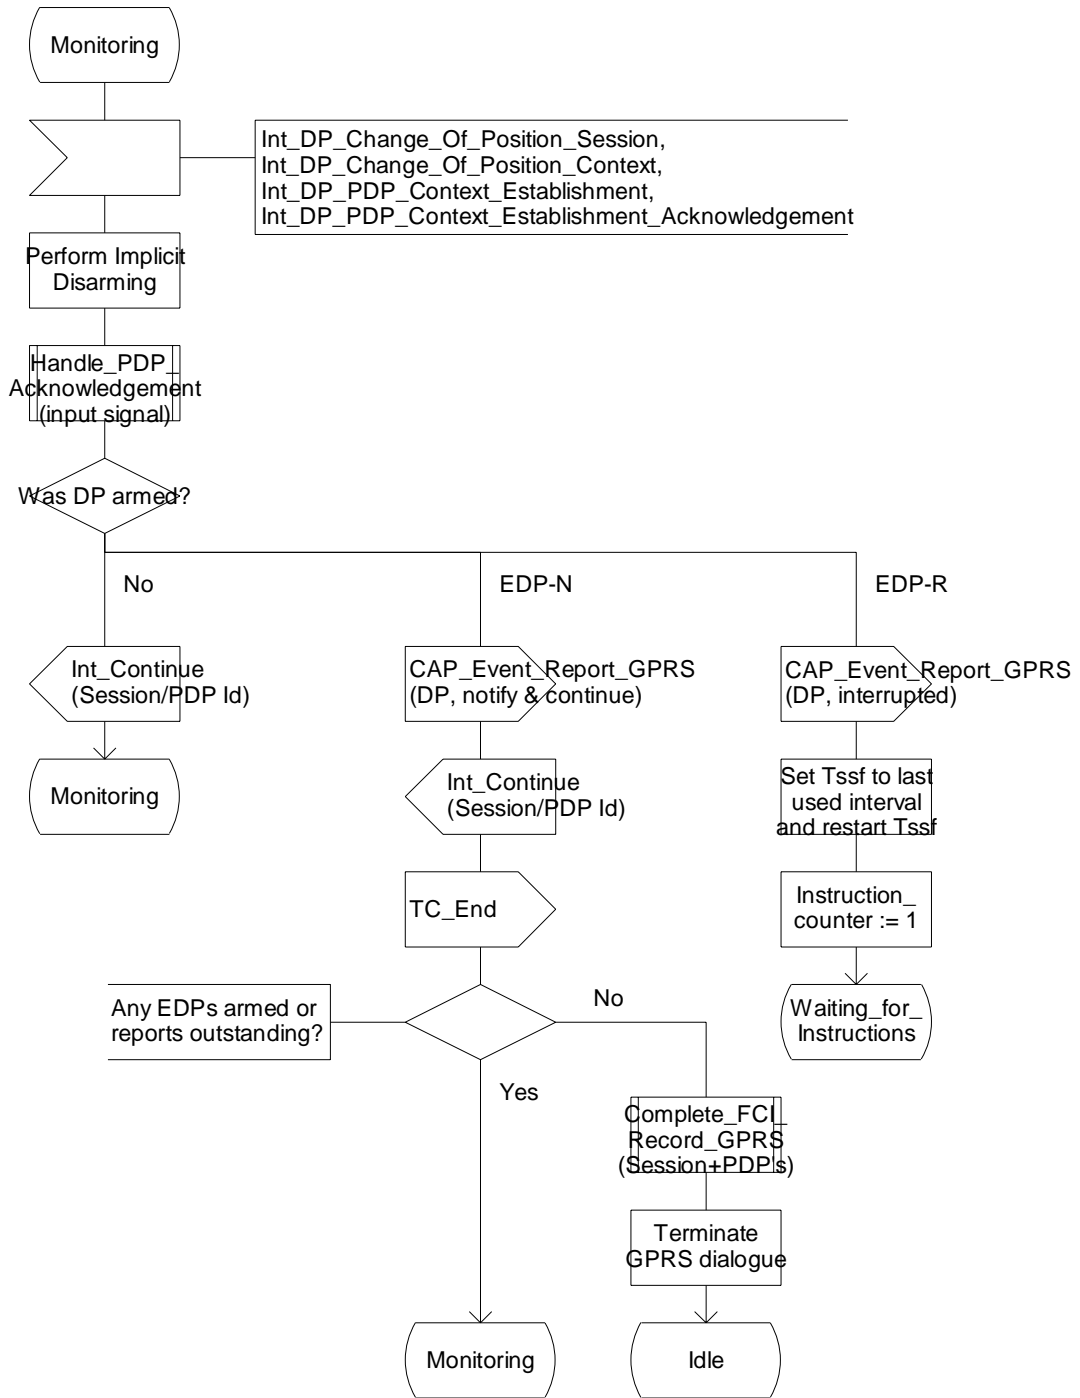 Monitoring
Int_DP_Change_Of_Position_Session,
Int_DP_Change_Of_Position_Context,
Int_DP_PDP_Context_Establishment,
Int_DP_PDP_Context_Establishment_Acknowledgement
Perform Implicit
Disarming
Handle_PDP_
Acknowledgement
(input signal)
Was DP armed?
No
EDP-N
EDP-R
Int_Continue
(Session/PDP Id)
CAP_Event_Report_GPRS
(DP, notify & continue)
CAP_Event_Report_GPRS
(DP, interrupted)
Monitoring
Int_Continue
(Session/PDP Id)
Set Tssf to last
used interval
and restart Tssf
TC_End
Instruction_
counter := 1
Any EDPs armed or
reports outstanding?
No
Waiting_for_
Instructions
Yes
Complete_FCI_
Record_GPRS
(Session+PDP's)
Terminate
GPRS dialogue
Monitoring
Idle